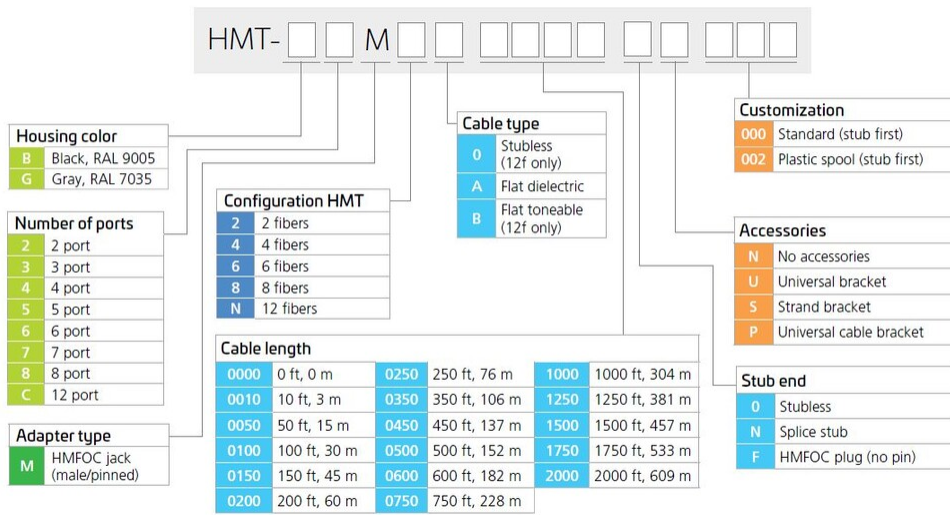 HMT- M
Housing color
B Black, RAL 9005
G Gray, RAL 7035
Number of ports
2 2 port
3 3 port
4 4 port
5 5 port
6 6 port
7 7 port
8 8 port
C 12 port
Adapter type
M HMFOC jack
(male/pinned)
Configuration HMT
2 2 fibers
4 4 fibers
6 6 fibers
8 8 fibers
N 12 fibers
Cable type
0 Stubless
(12f only)
A Flat dielectric
B Flat toneable
(12f only)
Cable length
0000 0 ft, 0 m 0250 250 ft, 76 m 1000 1000 ft, 304 m
0010 10 ft, 3 m 0350 350 ft, 106 m 1250 1250 ft, 381 m
0050 50 ft, 15 m 0450 450 ft, 137 m 1500 1500 ft, 457 m
0100 100 ft, 30 m 0500 500 ft, 152 m 1750 1750 ft, 533 m
0150 150 ft, 45 m 0600 600 ft, 182 m 2000 2000 ft, 609 m
0200 200 ft, 60 m 0750 750 ft, 228 m
Customization
000 Standard (stub first)
002 Plastic spool (stub first)
Accessories
N No accessories
U Universal bracket
S Strand bracket
P Universal cable bracket
Stub end
0 Stubless
N Splice stub
F HMFOC plug (no pin)